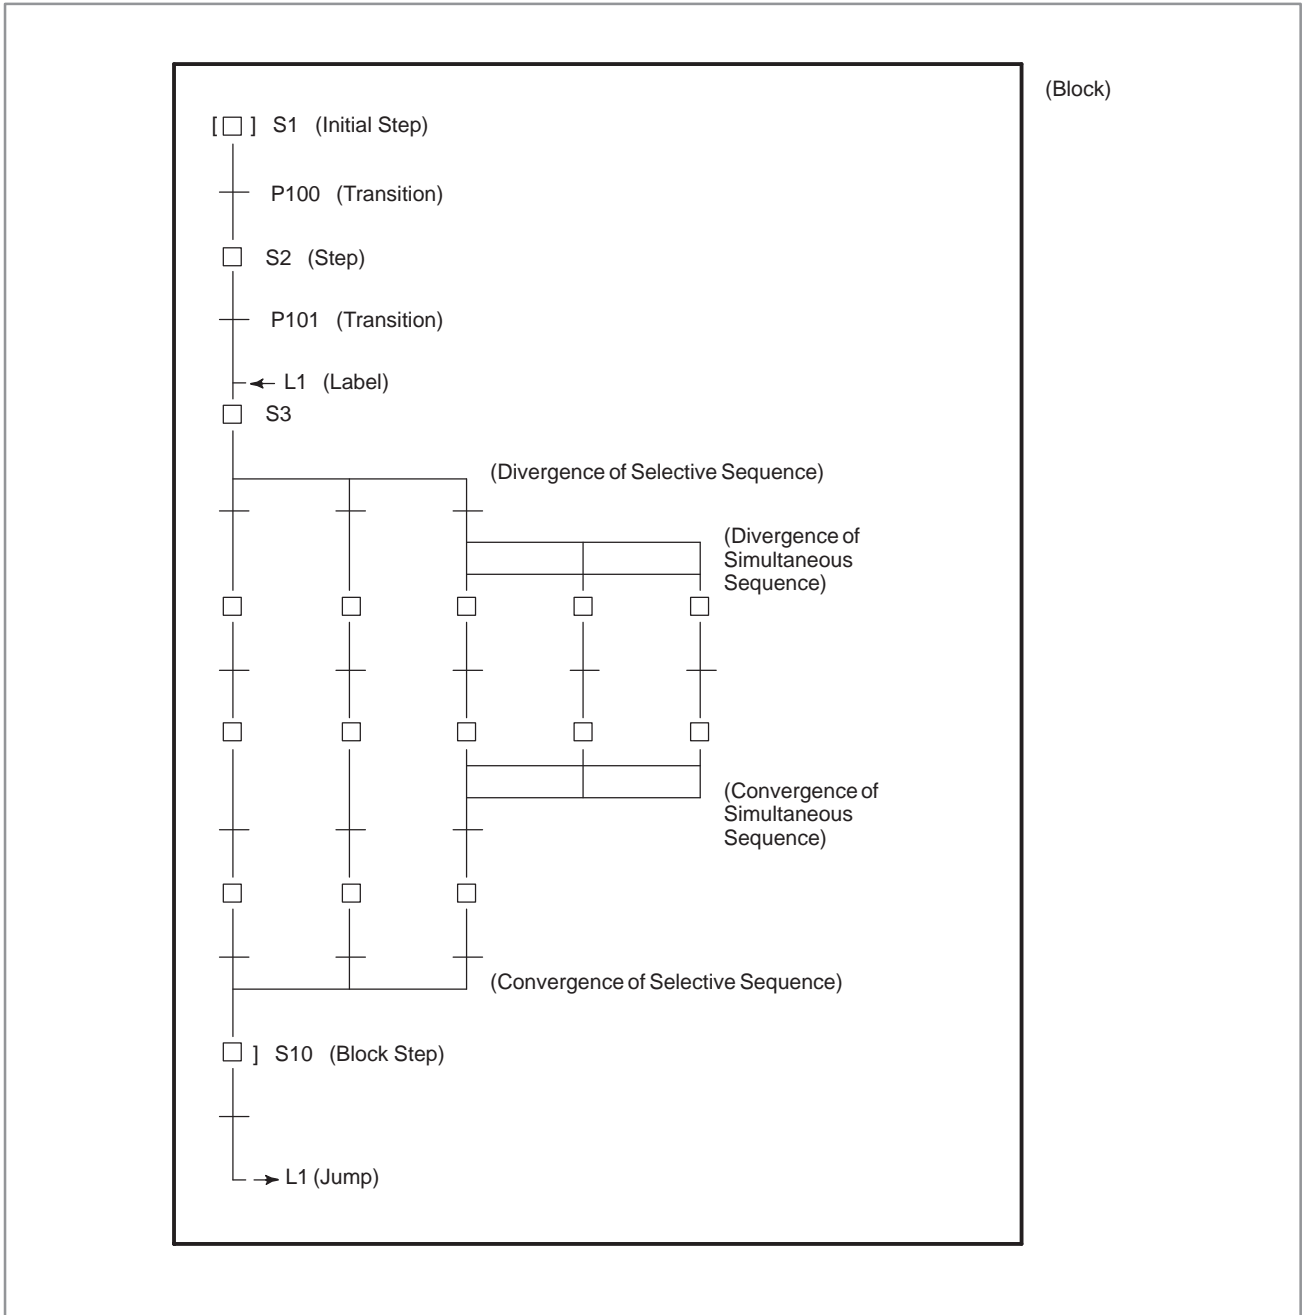 (Block)
[ ] S1 (Initial Step)
P100 (Transition)
S2 (Step)
P101 (Transition)
L1 (Label)
S3
(Divergence of Selective Sequence)
(Divergence of
Simultaneous
Sequence)
(Convergence of
Simultaneous
Sequence)
(Convergence of Selective Sequence)
] S10 (Block Step)
L1 (Jump)